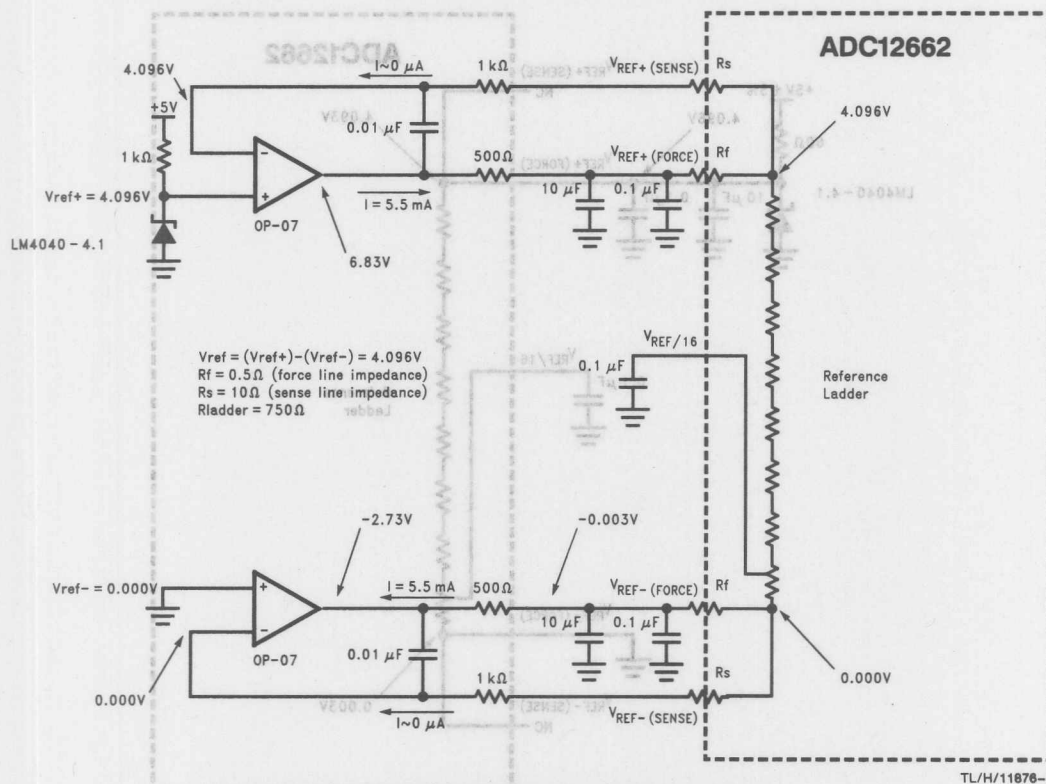 ADC12662
ADC12662
4.096V
I~0 μA
1 kΩ
VREF+ (SENSE)
Rs
+5V
1 kΩ
0.01 μF
4.096V
500Ω
VREF+ (FORCE)
Rf
Vref+ = 4.096V
OP-07
I = 5.5 mA
10 μF
0.1 μF
LM4040-4.1
6.83V
Vref = (Vref+)-(Vref-) = 4.096V
Rf = 0.5Ω (force line impedance)
Rs = 10Ω (sense line impedance)
Rladder = 750Ω
0.1 μF
VREF/16
Reference
Ladder
-2.73V
-0.003V
Vref- = 0.000V
I = 5.5 mA
500Ω
VREF- (FORCE)
Rf
OP-07
0.01 μF
10 μF
0.1 μF
0.000V
1 kΩ
Rs
0.000V
I~0 μA
VREF- (SENSE)
TL/H/11876-